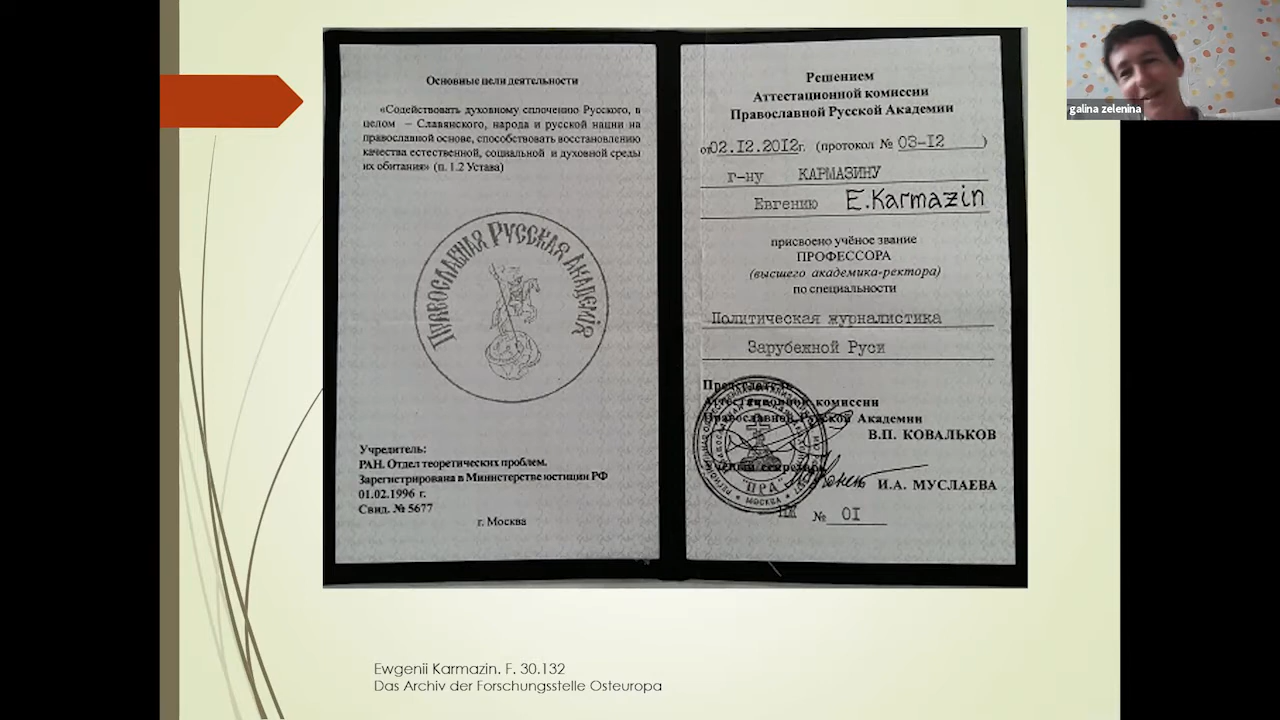 Основные цели деятельности
«Содействовать духовному сплочению Русского, в
целом – Славянского, народа и русской нации на
православной основе, способствовать восстановлению
качества естественной, социальной и духовной среды
их обитания» (п. 1.2 Устава)
ПРАВОСЛАВНАЯ РУССКАЯ АКАДЕМІЯ
Учредитель:
РАН. Отдел теоретических проблем.
Зарегистрирована в Министерстве юстиции РФ
01.02.1996 г.
Свид. № 5677
г. Москва
Решением
Аттестационной комиссии
Православной Русской Академии
от 02.12.2012г. (протокол № 03-12 )
г-ну КАРМАЗИНУ
Евгению E.Karmazin
присвоено учёное звание
ПРОФЕССОРА
(высшего академика-ректора)
по специальности
Политическая журналистика
Зарубежной Руси
Председатель
Аттестационной комиссии
Православной Русской Академии
В.П. КОВАЛЬКОВ
Учёный секретарь
И.А. МУСЛАЕВА
"ПРА"
МОСКВА
№ 01
galina zelenina
Ewgenii Karmazin. F. 30.132
Das Archiv der Forschungsstelle Osteuropa